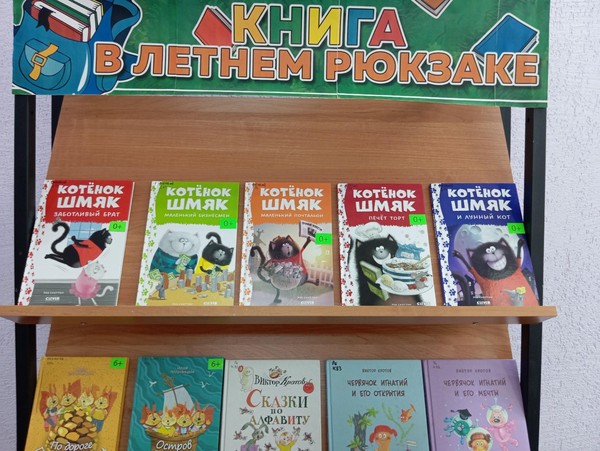 КНИГА
В ЛЕТНЕМ РЮКЗАКЕ
КОТЁНОК
ШМЯК
ЗАБОТЛИВЫЙ БРАТ
0+
КОТЁНОК
ШМЯК
МАЛЕНЬКИЙ БИЗНЕСМЕН
0+
КОТЁНОК
ШМЯК
МАЛЕНЬКИЙ ПОЧТАЛЬОН
0+
КОТЁНОК
ШМЯК
ПЕЧЁТ ТОРТ
0+
КОТЁНОК
ШМЯК
И ЛУННЫЙ КОТ
0+
6+
По дороге
6+
Остров
Виктор Кротов
Сказки
по
алфавиту
ВИКТОР КРОТОВ
ЧЕРВЯЧОК ИГНАТИЙ
И ЕГО ОТКРЫТИЯ
ВИКТОР КРОТОВ
ЧЕРВЯЧОК ИГНАТИЙ
И ЕГО МЕЧТЫ